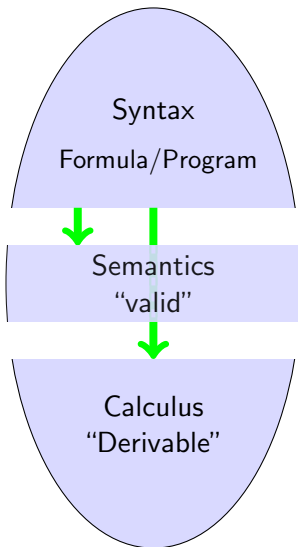 Syntax
Formula/Program
Semantics
“valid”
Calculus
“Derivable”